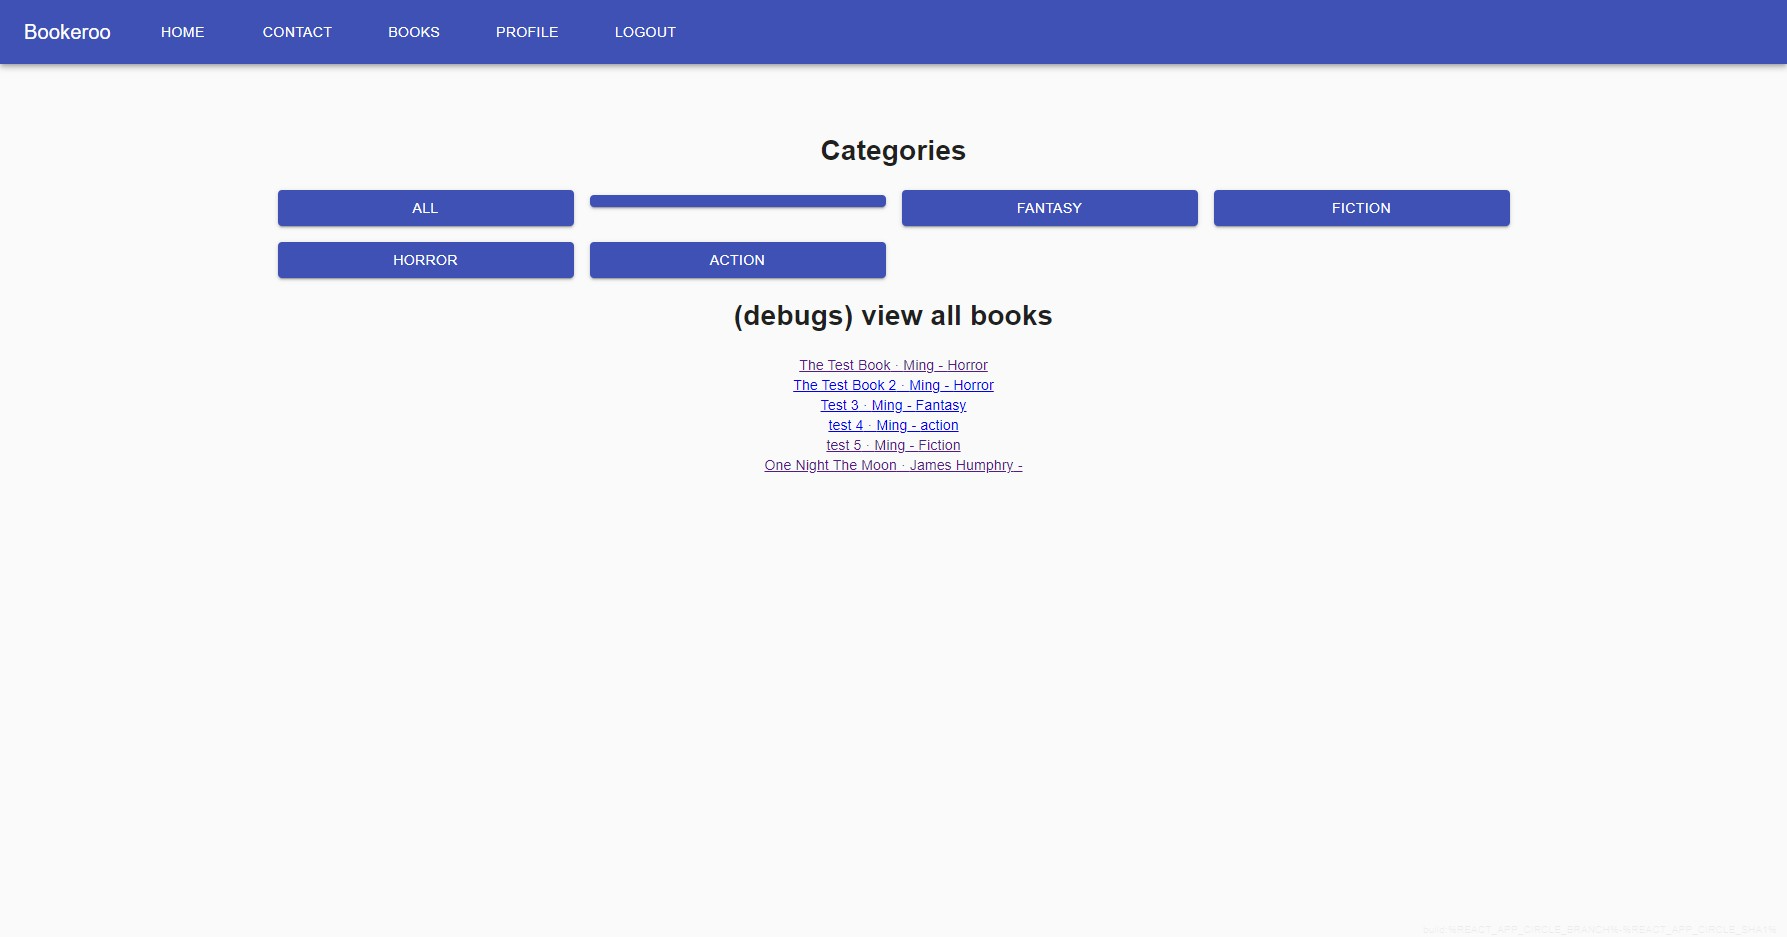 Bookeroo HOME CONTACT BOOKS PROFILE LOGOUT
Categories
ALL FANTASY FICTION
HORROR ACTION
(debugs) view all books
The Test Book · Ming - Horror
The Test Book 2 · Ming - Horror
Test 3 · Ming - Fantasy
test 4 · Ming - action
test 5 · Ming - Fiction
One Night The Moon · James Humphry -